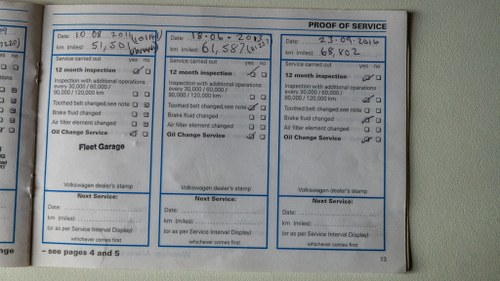 PROOF OF SERVICE
Date: 10 08 2011
km (miles): 51,501
Service carried out yes no
12 month inspection
Inspection with additional operations
every 30,000 / 60,000 /
90,000 / 120,000 km
Toothed belt changed, see note
Brake fluid changed
Air filter element changed
Oil Change Service
Fleet Garage
Volkswagen dealer's stamp
Next Service:
Date:
km (miles):
(or as per Service Interval Display)
whichever comes first
Date: 18-06-2013
km (miles): 61,587
Service carried out yes no
12 month inspection
Inspection with additional operations
every 30,000 / 60,000 /
90,000 / 120,000 km
Toothed belt changed, see note
Brake fluid changed
Air filter element changed
Oil Change Service
Volkswagen dealer's stamp
Next Service:
Date:
km (miles):
(or as per Service Interval Display)
whichever comes first
Date: 23-09-2016
km (miles): 68,802
Service carried out yes no
12 month inspection
Inspection with additional operations
every 30,000 / 60,000 /
90,000 / 120,000 km
Toothed belt changed, see note
Brake fluid changed
Air filter element changed
Oil Change Service
Volkswagen dealer's stamp
Next Service:
Date:
km (miles):
(or as per Service Interval Display)
whichever comes first
– see pages 4 and 5
13